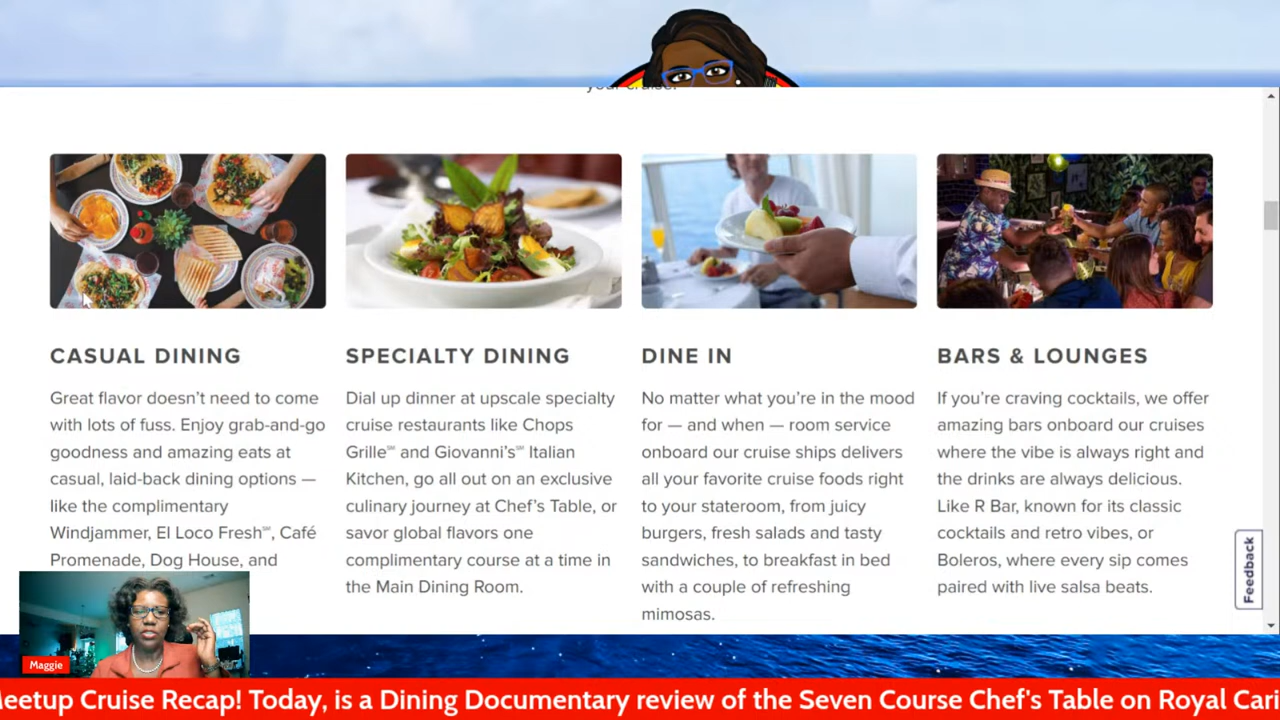 your cruise.
CASUAL DINING
Great flavor doesn't need to come
with lots of fuss. Enjoy grab-and-go
goodness and amazing eats at
casual, laid-back dining options —
like the complimentary
Windjammer, El Loco Fresh℠, Café
Promenade, Dog House, and
SPECIALTY DINING
Dial up dinner at upscale specialty
cruise restaurants like Chops
Grille℠ and Giovanni's℠ Italian
Kitchen, go all out on an exclusive
culinary journey at Chef's Table, or
savor global flavors one
complimentary course at a time in
the Main Dining Room.
DINE IN
No matter what you're in the mood
for — and when — room service
onboard our cruise ships delivers
all your favorite cruise foods right
to your stateroom, from juicy
burgers, fresh salads and tasty
sandwiches, to breakfast in bed
with a couple of refreshing
mimosas.
BARS & LOUNGES
If you're craving cocktails, we offer
amazing bars onboard our cruises
where the vibe is always right and
the drinks are always delicious.
Like R Bar, known for its classic
cocktails and retro vibes, or
Boleros, where every sip comes
paired with live salsa beats.
Feedback
Maggie
Meetup Cruise Recap! Today, is a Dining Documentary review of the Seven Course Chef's Table on Royal Cari